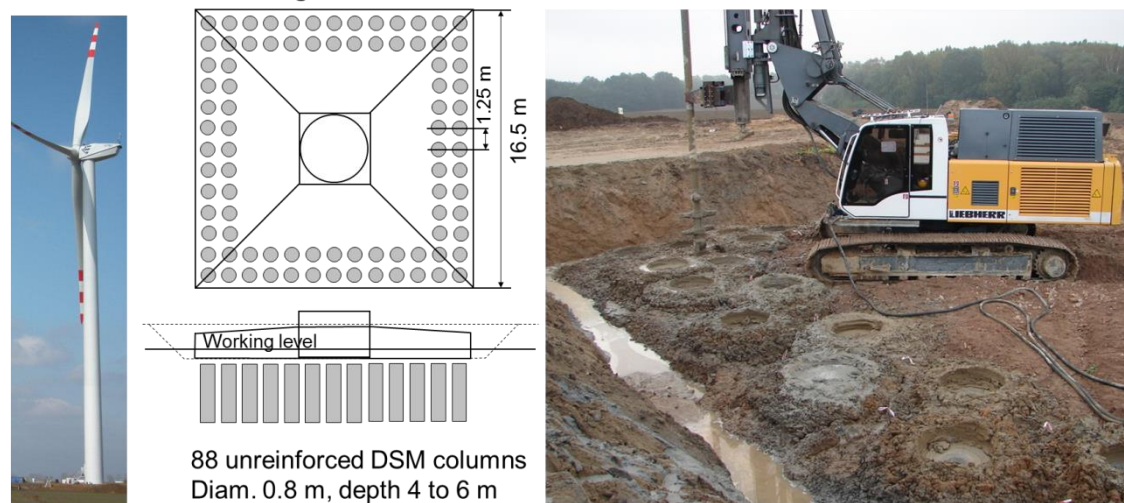 1.25 m
16.5 m
Working level
88 unreinforced DSM columns
Diam. 0.8 m, depth 4 to 6 m
LIEBHERR